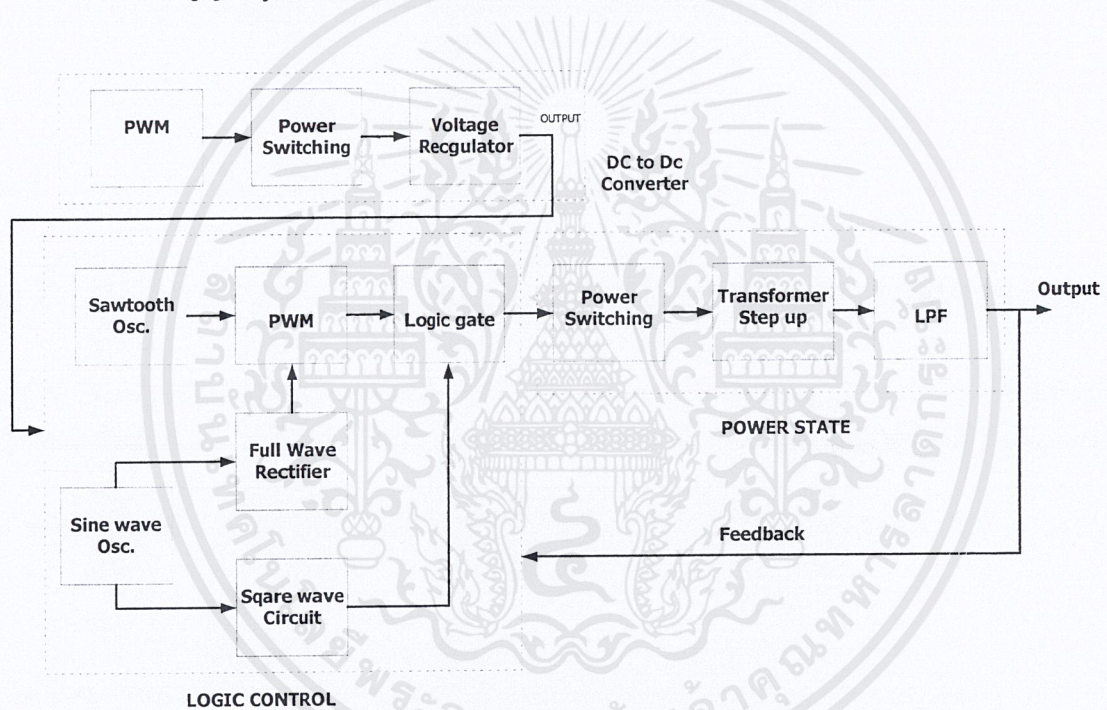 PWM
Power
Switching
Voltage
Recgulator
OUTPUT
DC to Dc
Converter
Sawtooth
Osc.
PWM
Logic gate
Power
Switching
Transformer
Step up
LPF
Output
POWER STATE
Full Wave
Rectifier
Sine wave
Osc.
Feedback
Sqare wave
Circuit
LOGIC CONTROL